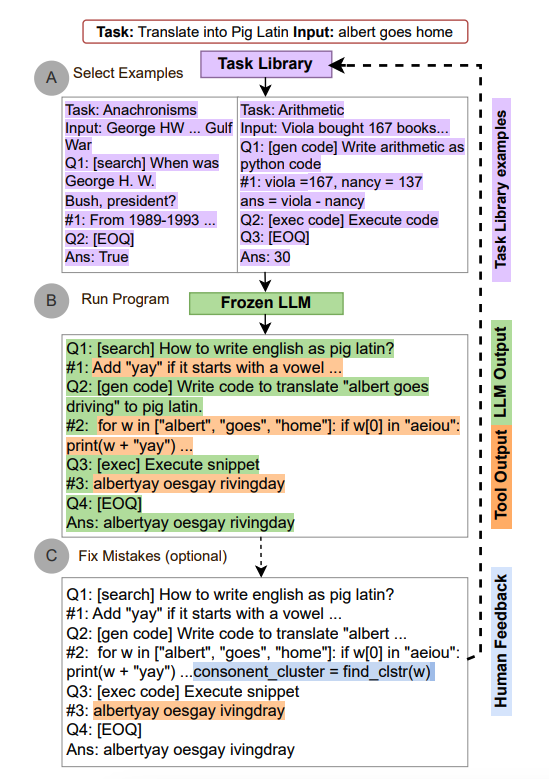 Task: Translate into Pig Latin Input: albert goes home
A
Select Examples
Task Library
Task: Anachronisms
Input: George HW ... Gulf
War
Q1: [search] When was
George H. W.
Bush, president?
#1: From 1989-1993 ...
Q2: [EOQ]
Ans: True
Task: Arithmetic
Input: Viola bought 167 books...
Q1: [gen code] Write arithmetic as
python code
#1: viola =167, nancy = 137
ans = viola - nancy
Q2: [exec code] Execute code
Q3: [EOQ]
Ans: 30
Task Library examples
B
Run Program
Frozen LLM
Q1: [search] How to write english as pig latin?
#1: Add "yay" if it starts with a vowel ...
Q2: [gen code] Write code to translate "albert goes
driving" to pig latin.
#2: for w in ["albert", "goes", "home"]: if w[0] in "aeiou":
print(w + "yay") ...
Q3: [exec] Execute snippet
#3: albertyay oesgay rivingday
Q4: [EOQ]
Ans: albertyay oesgay rivingday
LLM Output
Tool Output
C
Fix Mistakes (optional)
Q1: [search] How to write english as pig latin?
#1: Add "yay" if it starts with a vowel ...
Q2: [gen code] Write code to translate "albert ...
#2: for w in ["albert", "goes", "home"]: if w[0] in "aeiou":
print(w + "yay") ...consonent_cluster = find_clstr(w)
Q3: [exec code] Execute snippet
#3: albertyay oesgay ivingdray
Q4: [EOQ]
Ans: albertyay oesgay ivingdray
Human Feedback